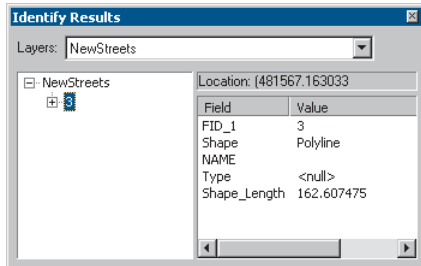 Identify Results
Layers: NewStreets
NewStreets
3
Location: (481567.163033
Field Value
FID_1 3
Shape Polyline
NAME
Type <null>
Shape_Length 162.607475